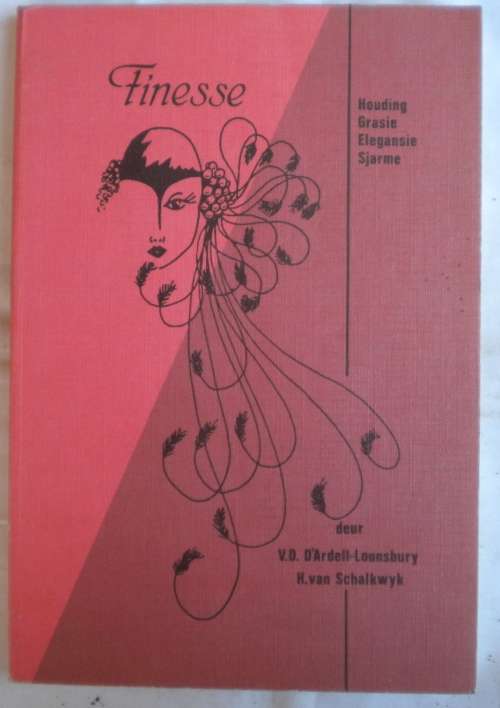 Finesse
Houding
Grasie
Elegansie
Sjarme
deur
V.D. D'Ardell-Lounsbury
H.van Schalkwyk